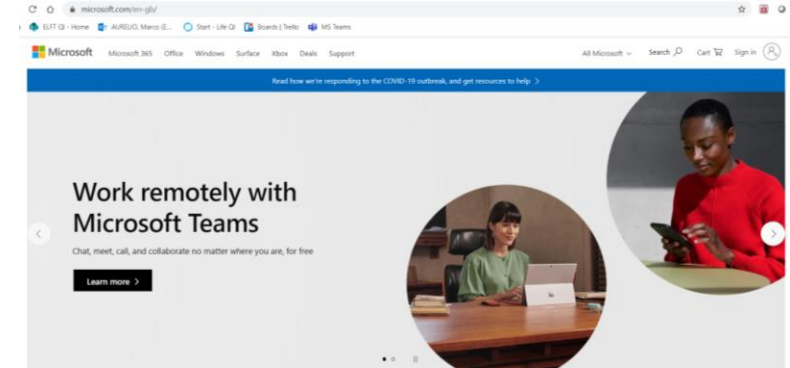 microsoft.com/en-gb/
ELFT QI - Home AURELIO, Marco (E... Start - Life QI Boards | Trello MS Teams
Microsoft Microsoft 365 Office Windows Surface Xbox Deals Support All Microsoft Search Cart Sign in
Read how we're responding to the COVID-19 outbreak, and get resources to help
Work remotely with
Microsoft Teams
Chat, meet, call, and collaborate no matter where you are, for free
Learn more